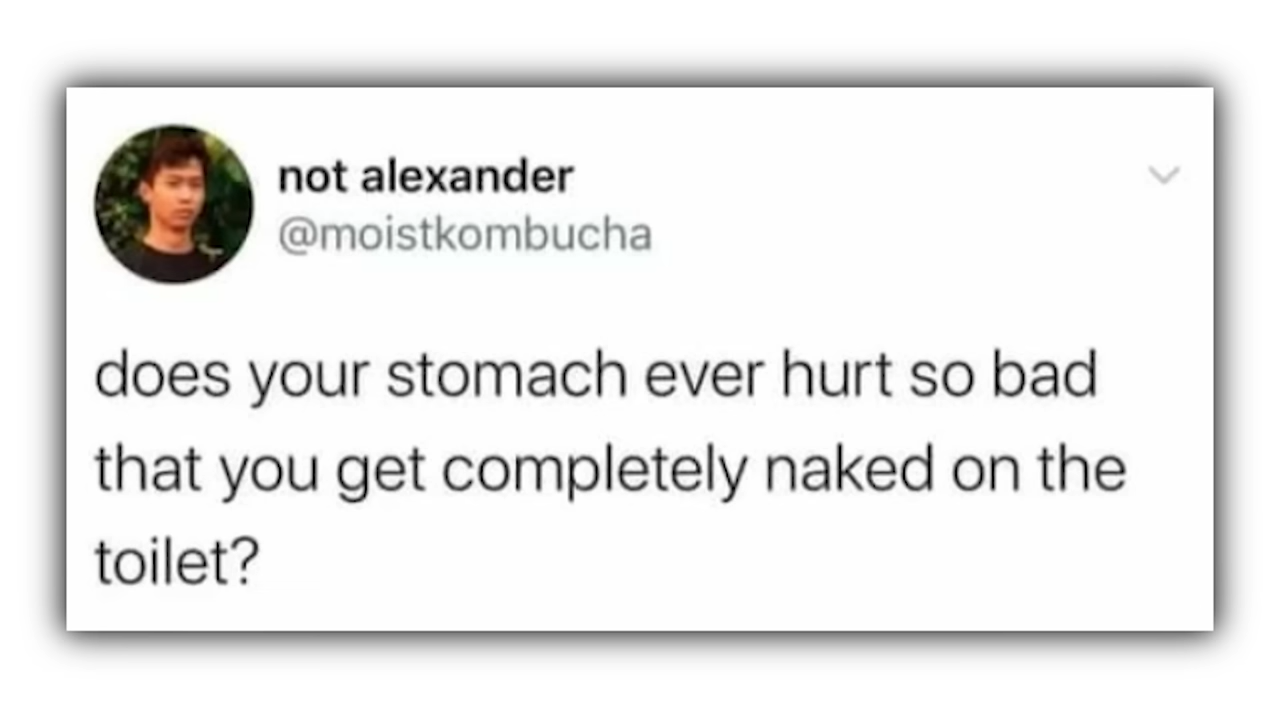 not alexander
@moistkombucha
does your stomach ever hurt so bad
that you get completely naked on the
toilet?